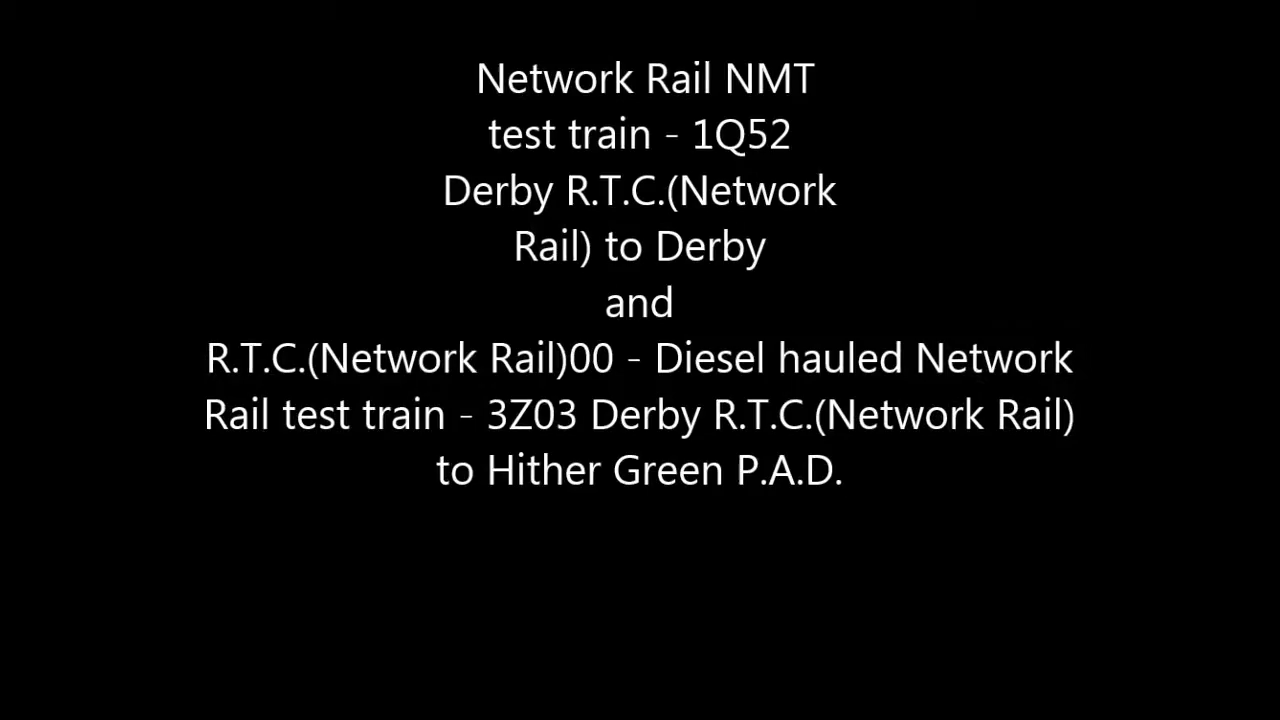 Network Rail NMT
test train - 1Q52
Derby R.T.C.(Network
Rail) to Derby
and
R.T.C.(Network Rail)00 - Diesel hauled Network
Rail test train - 3Z03 Derby R.T.C.(Network Rail)
to Hither Green P.A.D.